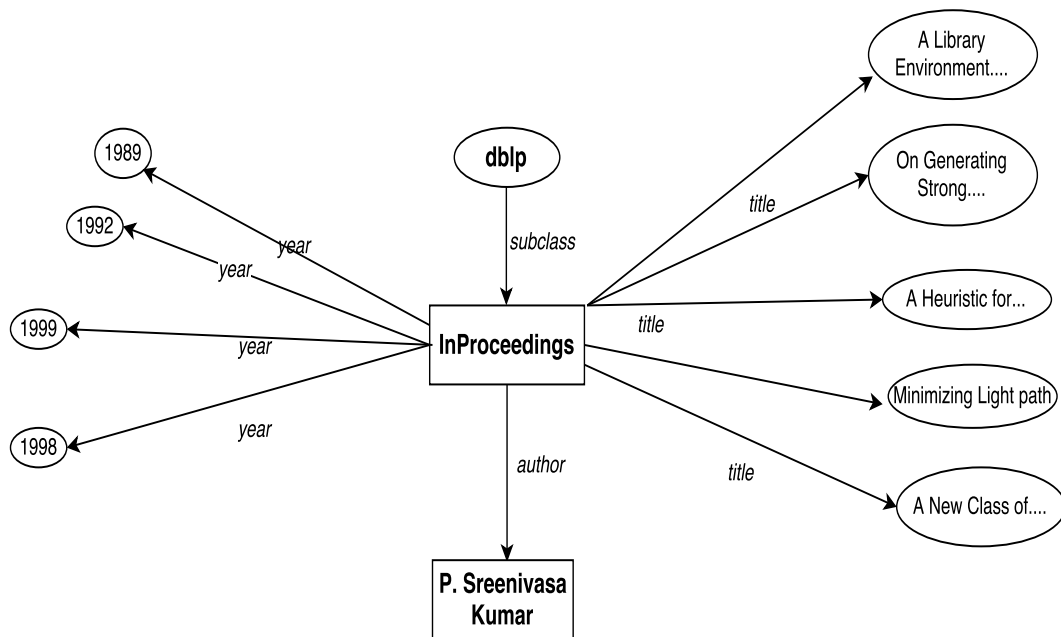 A Library
Environment....
1989
dblp
On Generating
Strong....
title
1992
year
subclass
year
A Heuristic for...
1999
title
year
InProceedings
Minimizing Light path
year
1998
author
title
A New Class of....
P. Sreenivasa
Kumar